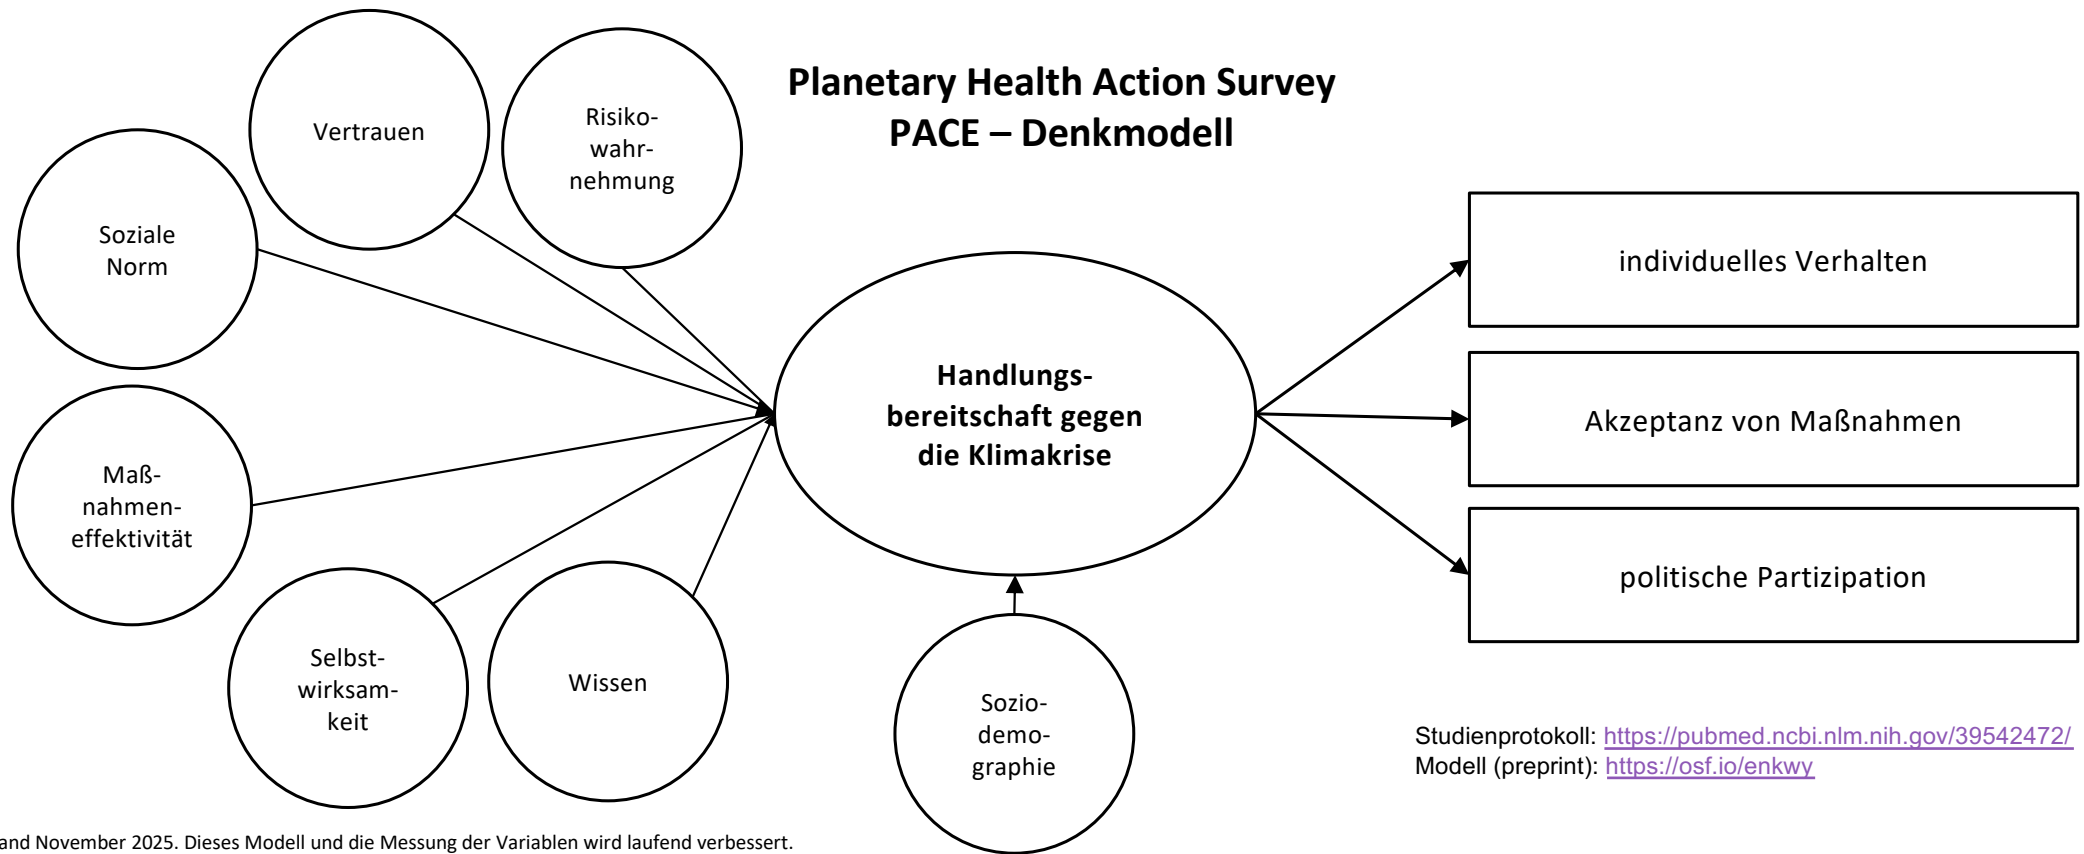 Planetary Health Action Survey
PACE – Denkmodell
Vertrauen
Risiko-
wahr-
nehmung
Soziale
Norm
Maß-
nahmen-
effektivität
Selbst-
wirksam-
keit
Wissen
Handlungs-
bereitschaft gegen
die Klimakrise
Sozio-
demo-
graphie
individuelles Verhalten
Akzeptanz von Maßnahmen
politische Partizipation
Studienprotokoll: https://pubmed.ncbi.nlm.nih.gov/39542472/
Modell (preprint): https://osf.io/enkwy
and November 2025. Dieses Modell und die Messung der Variablen wird laufend verbessert.